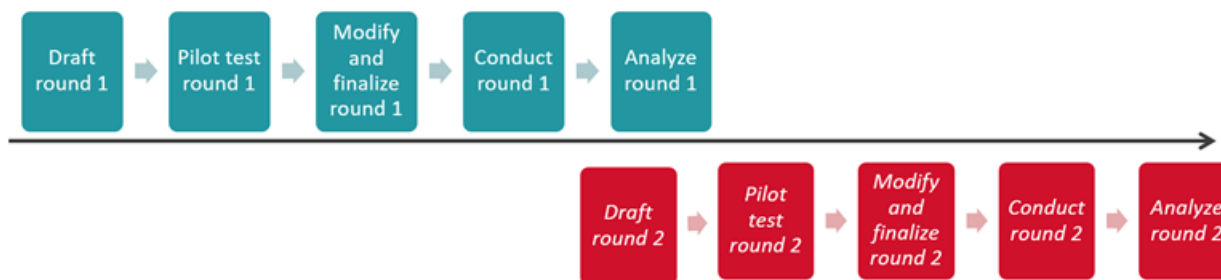 Draft
round 1
Pilot test
round 1
Modify
and
finalize
round 1
Conduct
round 1
Analyze
round 1
Draft
round 2
Pilot
test
round 2
Modify
and
finalize
round 2
Conduct
round 2
Analyze
round 2